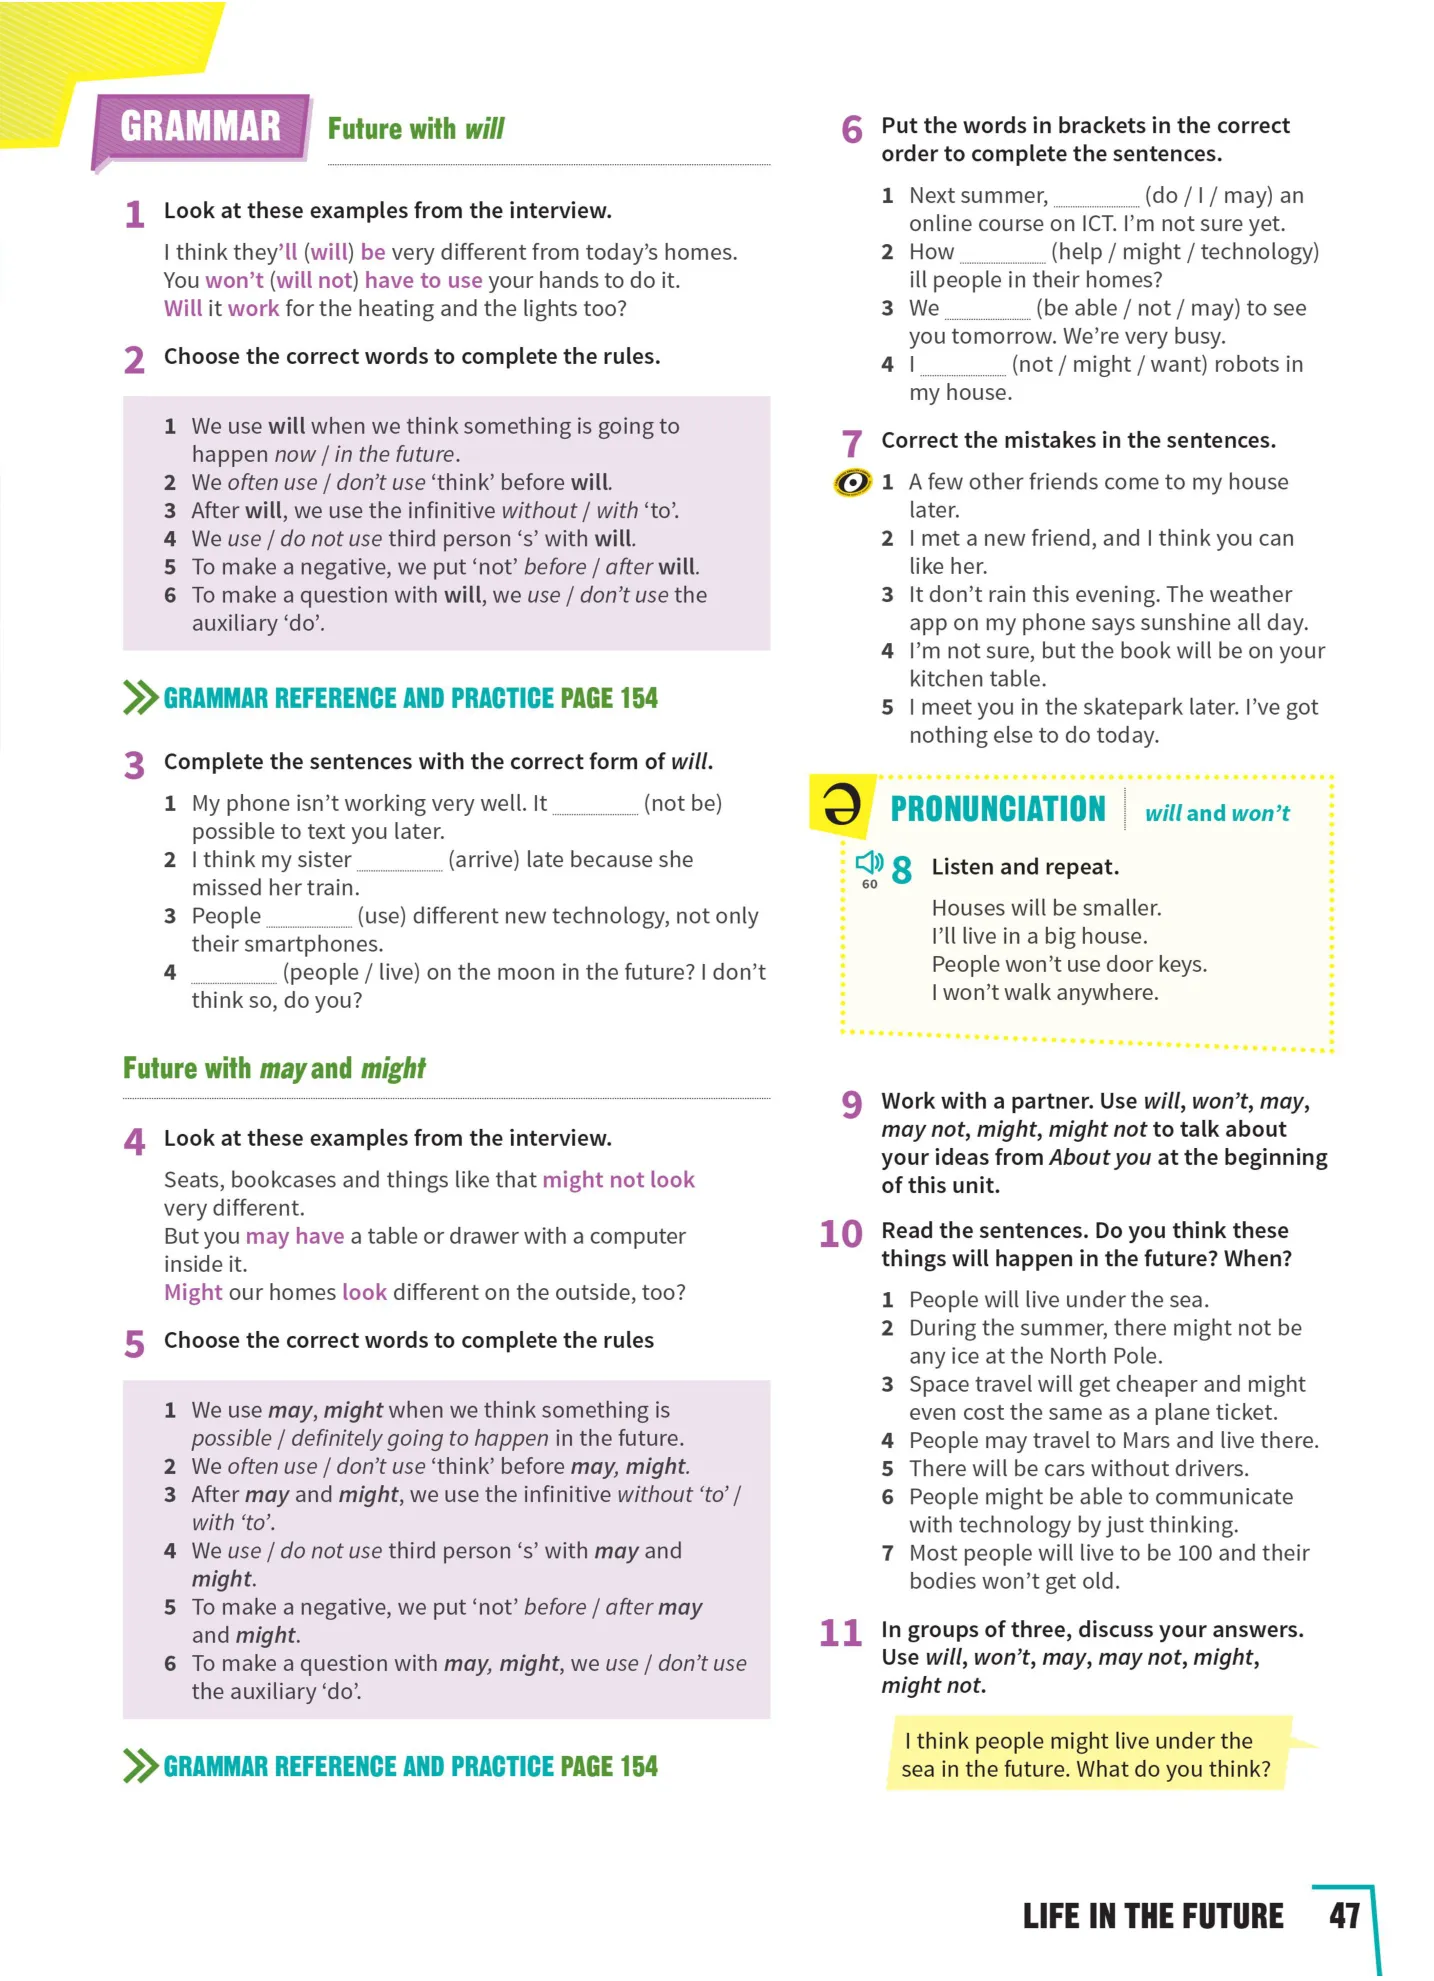 GRAMMAR
Future with will
1 Look at these examples from the interview.
I think they'll (will) be very different from today's homes.
You won't (will not) have to use your hands to do it.
Will it work for the heating and the lights too?
2 Choose the correct words to complete the rules.
1 We use will when we think something is going to
happen now / in the future.
2 We often use / don't use 'think' before will.
3 After will, we use the infinitive without / with 'to'.
4 We use / do not use third person 's' with will.
5 To make a negative, we put 'not' before / after will.
6 To make a question with will, we use / don't use the
auxiliary 'do'.
GRAMMAR REFERENCE AND PRACTICE PAGE 154
3 Complete the sentences with the correct form of will.
1 My phone isn't working very well. It ________ (not be)
possible to text you later.
2 I think my sister ________ (arrive) late because she
missed her train.
3 People ________ (use) different new technology, not only
their smartphones.
4 ________ (people / live) on the moon in the future? I don't
think so, do you?
Future with may and might
4 Look at these examples from the interview.
Seats, bookcases and things like that might not look
very different.
But you may have a table or drawer with a computer
inside it.
Might our homes look different on the outside, too?
5 Choose the correct words to complete the rules
1 We use may, might when we think something is
possible / definitely going to happen in the future.
2 We often use / don't use 'think' before may, might.
3 After may and might, we use the infinitive without 'to' /
with 'to'.
4 We use / do not use third person 's' with may and
might.
5 To make a negative, we put 'not' before / after may
and might.
6 To make a question with may, might, we use / don't use
the auxiliary 'do'.
GRAMMAR REFERENCE AND PRACTICE PAGE 154
6 Put the words in brackets in the correct
order to complete the sentences.
1 Next summer, ________ (do / I / may) an
online course on ICT. I'm not sure yet.
2 How ________ (help / might / technology)
ill people in their homes?
3 We ________ (be able / not / may) to see
you tomorrow. We're very busy.
4 I ________ (not / might / want) robots in
my house.
7 Correct the mistakes in the sentences.
1 A few other friends come to my house
later.
2 I met a new friend, and I think you can
like her.
3 It don't rain this evening. The weather
app on my phone says sunshine all day.
4 I'm not sure, but the book will be on your
kitchen table.
5 I meet you in the skatepark later. I've got
nothing else to do today.
ə PRONUNCIATION will and won't
60 8 Listen and repeat.
Houses will be smaller.
I'll live in a big house.
People won't use door keys.
I won't walk anywhere.
9 Work with a partner. Use will, won't, may,
may not, might, might not to talk about
your ideas from About you at the beginning
of this unit.
10 Read the sentences. Do you think these
things will happen in the future? When?
1 People will live under the sea.
2 During the summer, there might not be
any ice at the North Pole.
3 Space travel will get cheaper and might
even cost the same as a plane ticket.
4 People may travel to Mars and live there.
5 There will be cars without drivers.
6 People might be able to communicate
with technology by just thinking.
7 Most people will live to be 100 and their
bodies won't get old.
11 In groups of three, discuss your answers.
Use will, won't, may, may not, might,
might not.
I think people might live under the
sea in the future. What do you think?
LIFE IN THE FUTURE 47